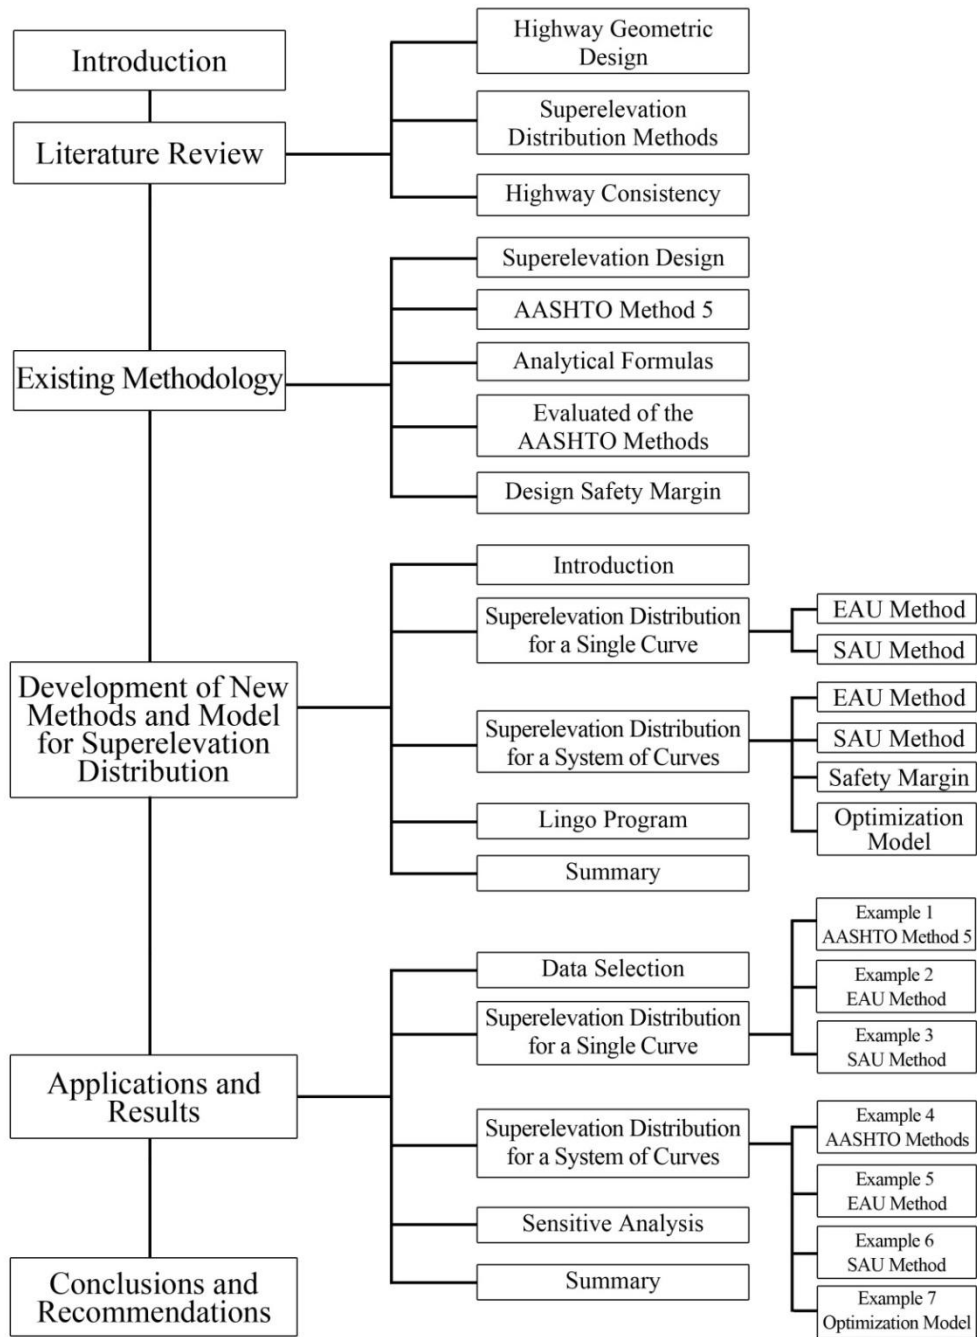 Introduction
Literature Review
Highway Geometric
Design
Superelevation
Distribution Methods
Highway Consistency
Existing Methodology
Superelevation Design
AASHTO Method 5
Analytical Formulas
Evaluated of the
AASHTO Methods
Design Safety Margin
Development of New
Methods and Model
for Superelevation
Distribution
Introduction
Superelevation Distribution
for a Single Curve
EAU Method
SAU Method
Superelevation Distribution
for a System of Curves
EAU Method
SAU Method
Safety Margin
Optimization
Model
Lingo Program
Summary
Applications and
Results
Data Selection
Superelevation Distribution
for a Single Curve
Example 1
AASHTO Method 5
Example 2
EAU Method
Example 3
SAU Method
Superelevation Distribution
for a System of Curves
Example 4
AASHTO Methods
Example 5
EAU Method
Example 6
SAU Method
Example 7
Optimization Model
Sensitive Analysis
Summary
Conclusions and
Recommendations